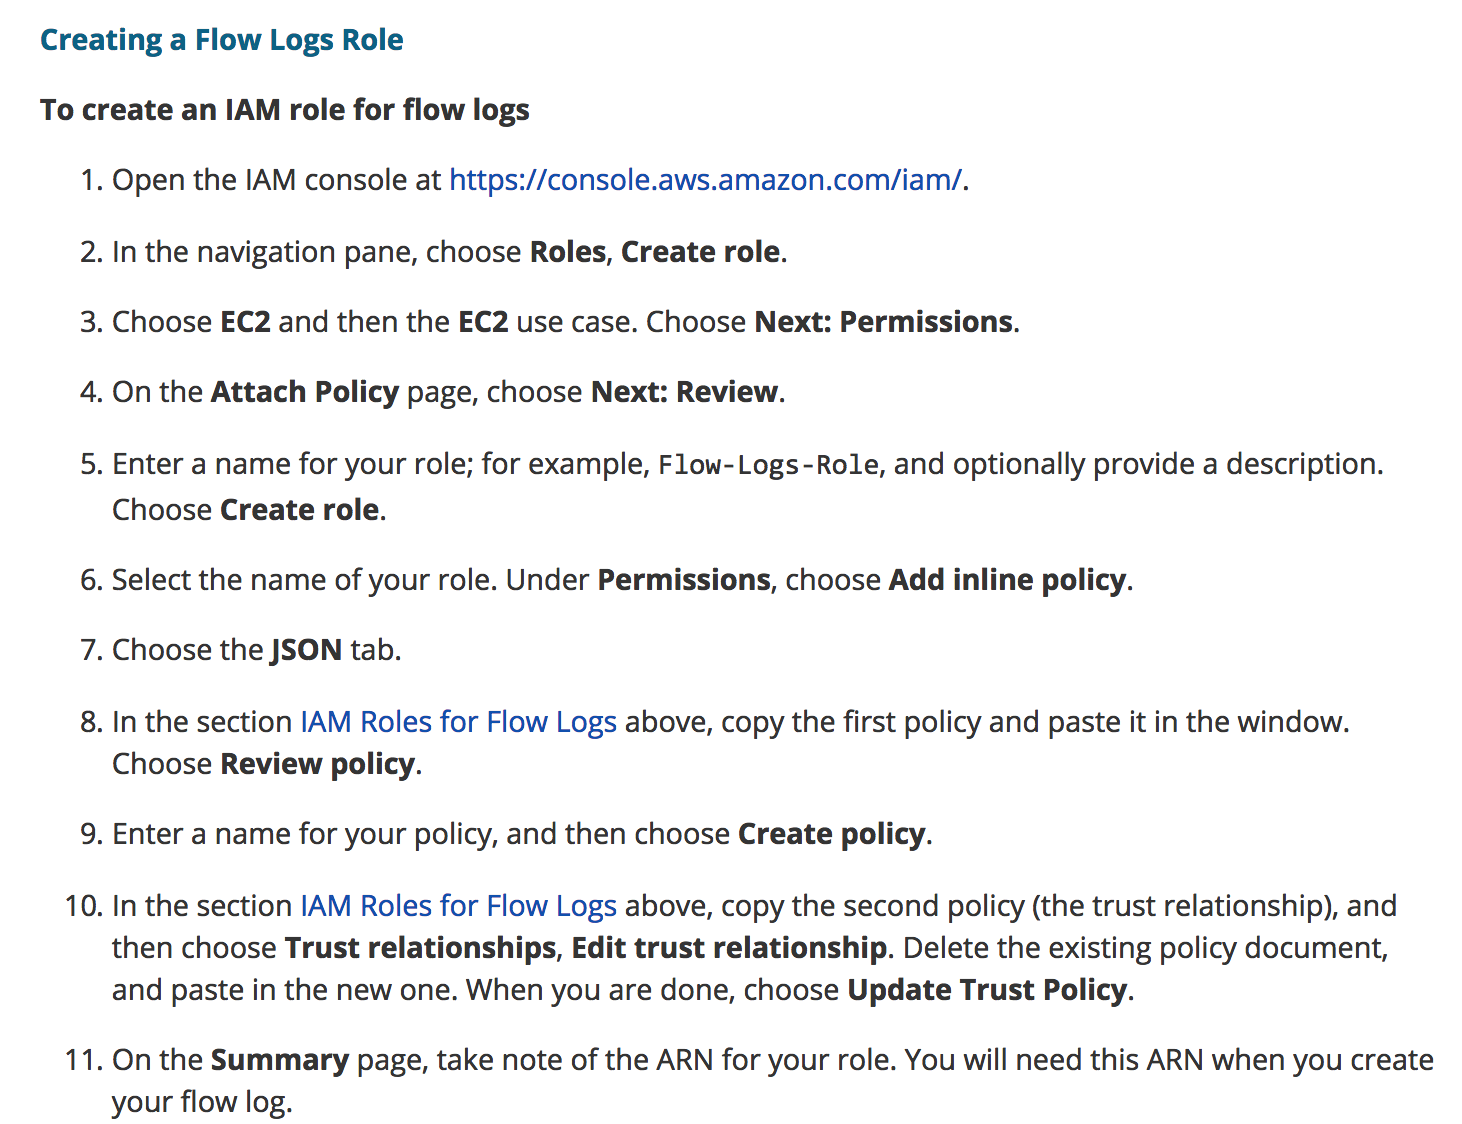 Creating a Flow Logs Role
To create an IAM role for flow logs
1. Open the IAM console at https://console.aws.amazon.com/iam/.
2. In the navigation pane, choose Roles, Create role.
3. Choose EC2 and then the EC2 use case. Choose Next: Permissions.
4. On the Attach Policy page, choose Next: Review.
5. Enter a name for your role; for example, Flow-Logs-Role, and optionally provide a description.
Choose Create role.
6. Select the name of your role. Under Permissions, choose Add inline policy.
7. Choose the JSON tab.
8. In the section IAM Roles for Flow Logs above, copy the first policy and paste it in the window.
Choose Review policy.
9. Enter a name for your policy, and then choose Create policy.
10. In the section IAM Roles for Flow Logs above, copy the second policy (the trust relationship), and
then choose Trust relationships, Edit trust relationship. Delete the existing policy document,
and paste in the new one. When you are done, choose Update Trust Policy.
11. On the Summary page, take note of the ARN for your role. You will need this ARN when you create
your flow log.